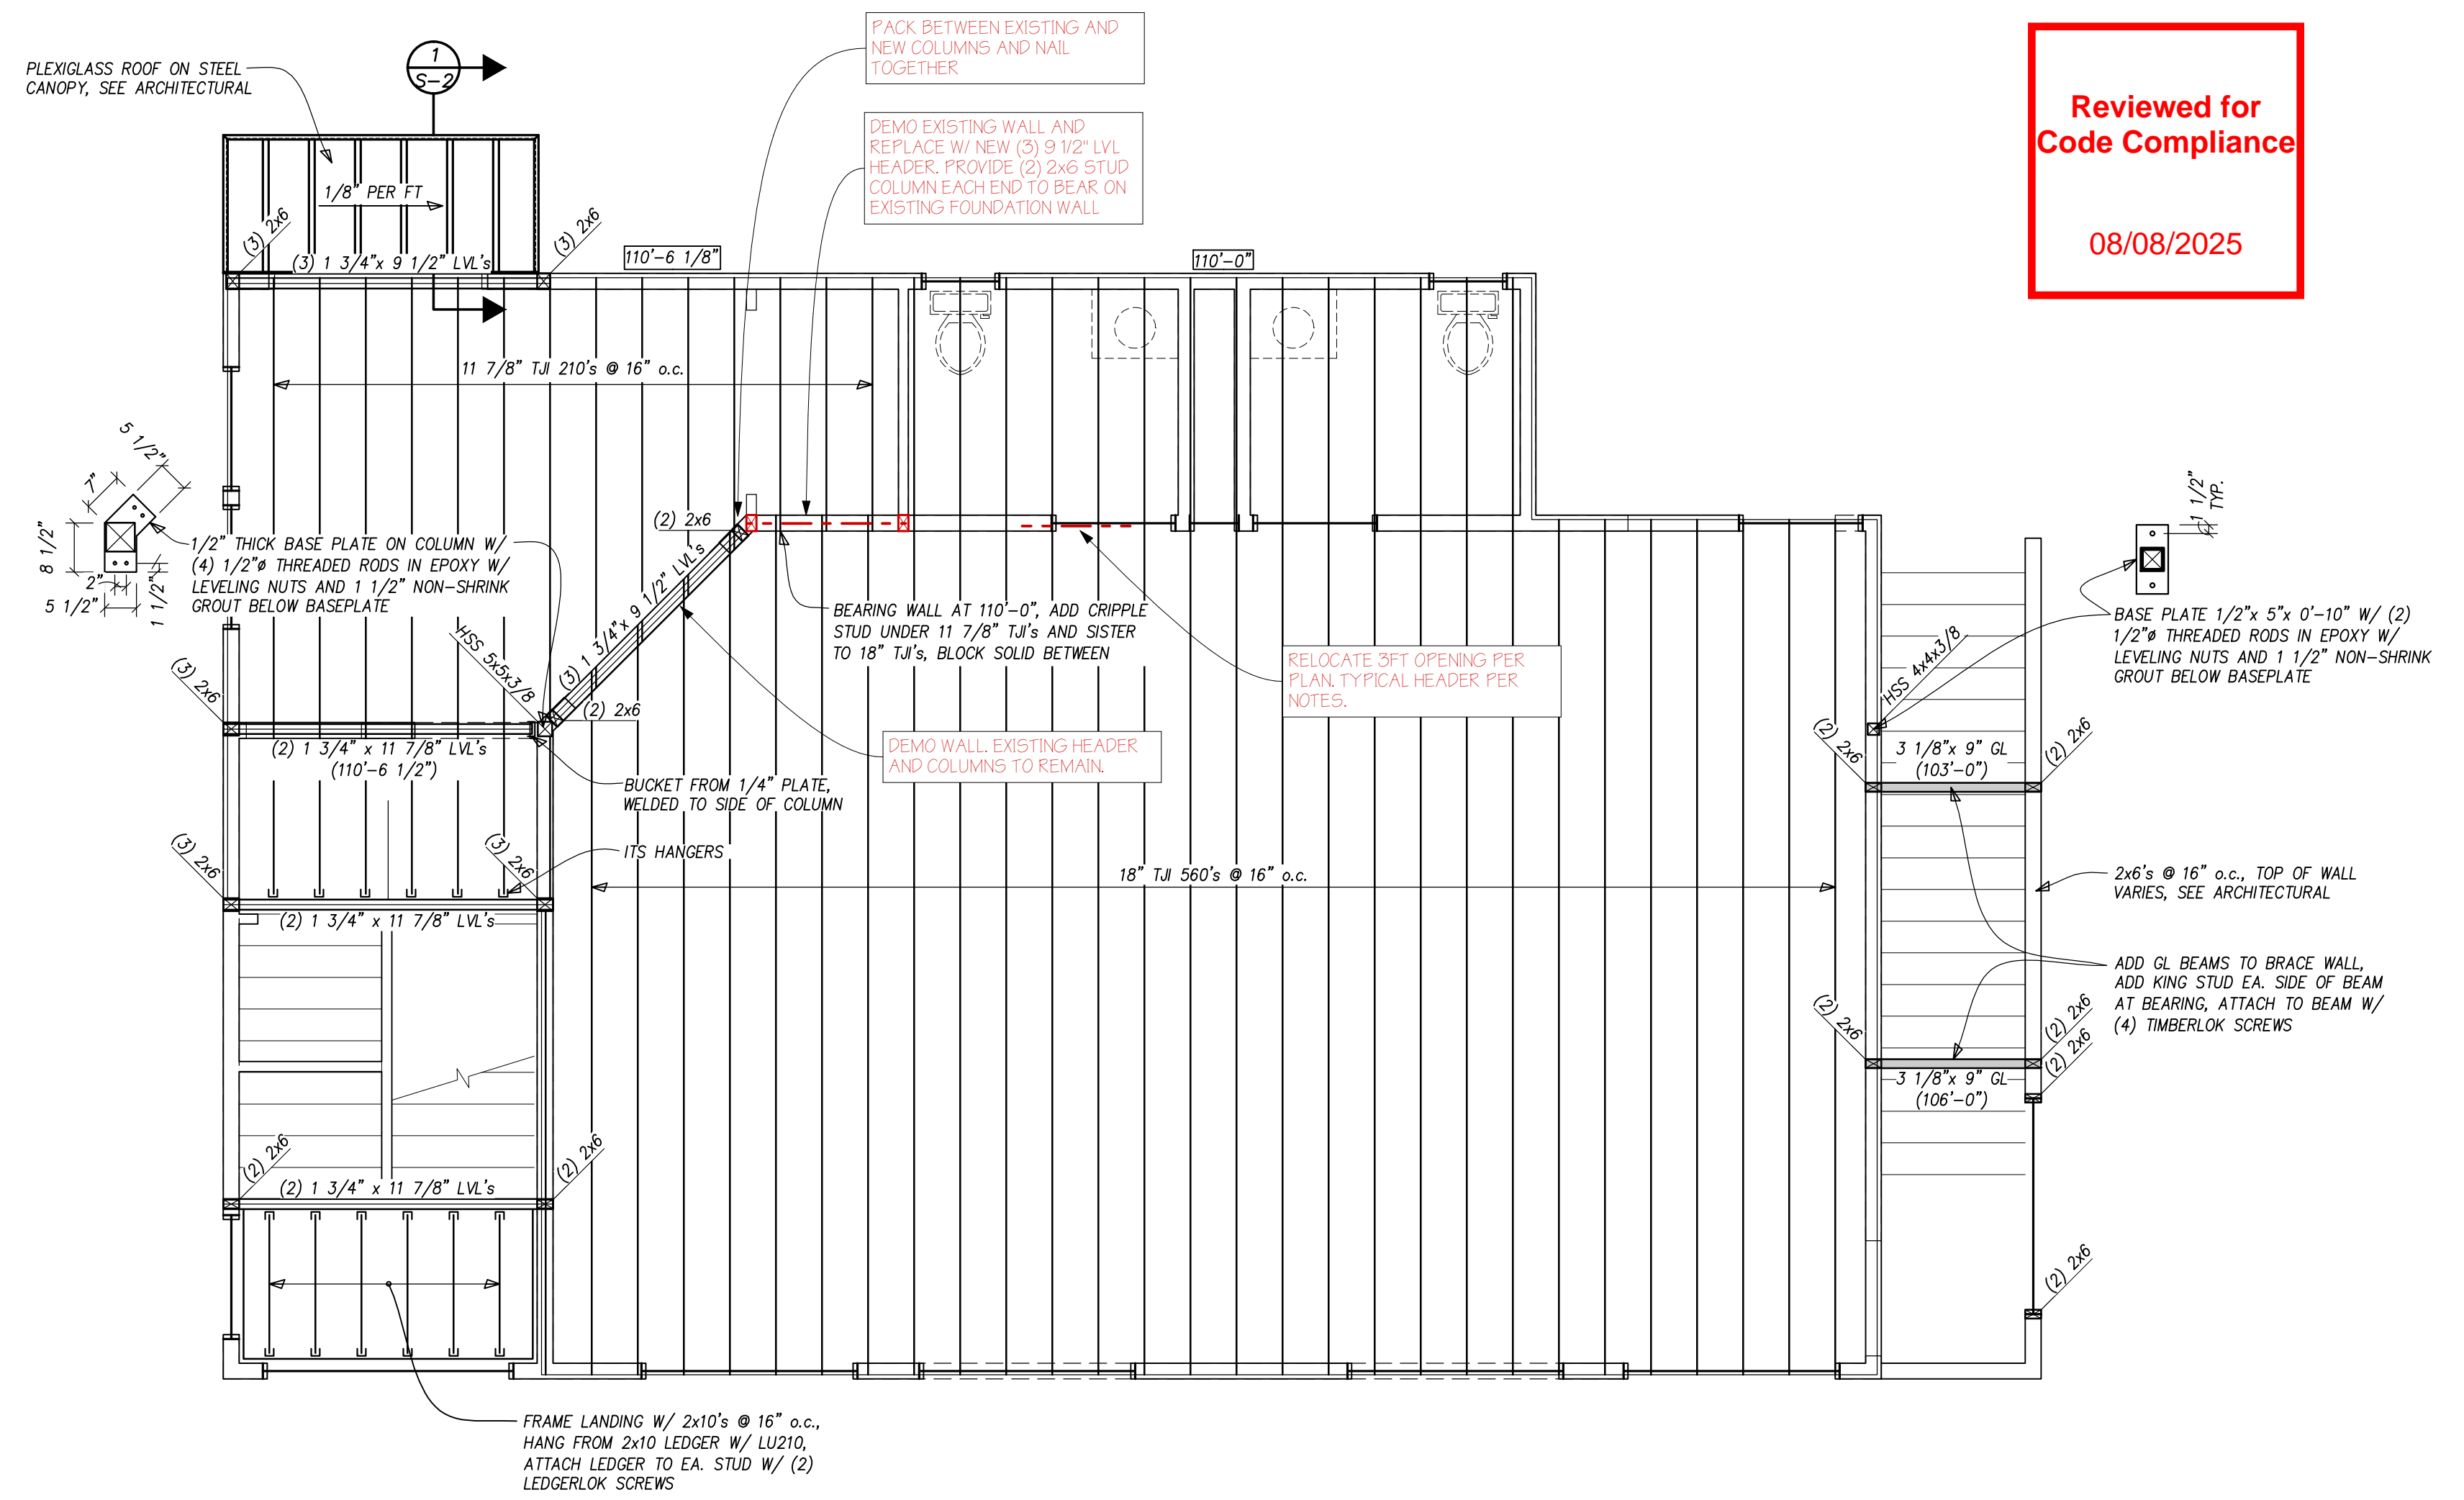 PACK BETWEEN EXISTING AND
NEW COLUMNS AND NAIL
TOGETHER
Reviewed for
Code Compliance
08/08/2025
PLEXIGLASS ROOF ON STEEL
CANOPY, SEE ARCHITECTURAL
1
S-2
DEMO EXISTING WALL AND
REPLACE W/ NEW (3) 9 1/2" LVL
HEADER. PROVIDE (2) 2x6 STUD
COLUMN EACH END TO BEAR ON
EXISTING FOUNDATION WALL
1/8" PER FT
(3) 2x6
(3) 2x6
(3) 1 3/4"x 9 1/2" LVL's
110'-6 1/8"
110'-0"
11 7/8" TJI 210's @ 16" o.c.
5 1/2"
7"
8 1/2"
2"
5 1/2"
1 1/2"
1/2" THICK BASE PLATE ON COLUMN W/
(4) 1/2"ø THREADED RODS IN EPOXY W/
LEVELING NUTS AND 1 1/2" NON-SHRINK
GROUT BELOW BASEPLATE
(2) 2x6
(3) 1 3/4"x 9 1/2" LVL's
HSS 5x5x3/8
(2) 2x6
BEARING WALL AT 110'-0", ADD CRIPPLE
STUD UNDER 11 7/8" TJI's AND SISTER
TO 18" TJI's, BLOCK SOLID BETWEEN
RELOCATE 3FT OPENING PER
PLAN. TYPICAL HEADER PER
NOTES.
1 1/2"
TYP.
BASE PLATE 1/2"x 5"x 0'-10" W/ (2)
1/2"ø THREADED RODS IN EPOXY W/
LEVELING NUTS AND 1 1/2" NON-SHRINK
GROUT BELOW BASEPLATE
HSS 4x4x3/8
(3) 2x6
(2) 1 3/4" x 11 7/8" LVL's
(110'-6 1/2")
DEMO WALL. EXISTING HEADER
AND COLUMNS TO REMAIN.
BUCKET FROM 1/4" PLATE,
WELDED TO SIDE OF COLUMN
(2) 2x6
3 1/8"x 9" GL
(103'-0")
(2) 2x6
(3) 2x6
(3) 2x6
ITS HANGERS
18" TJI 560's @ 16" o.c.
2x6's @ 16" o.c., TOP OF WALL
VARIES, SEE ARCHITECTURAL
(2) 1 3/4" x 11 7/8" LVL's
ADD GL BEAMS TO BRACE WALL,
ADD KING STUD EA. SIDE OF BEAM
AT BEARING, ATTACH TO BEAM W/
(4) TIMBERLOK SCREWS
(2) 2x6
(2) 2x6
(2) 2x6
3 1/8"x 9" GL
(106'-0")
(2) 2x6
(2) 2x6
(2) 1 3/4" x 11 7/8" LVL's
(2) 2x6
FRAME LANDING W/ 2x10's @ 16" o.c.,
HANG FROM 2x10 LEDGER W/ LU210,
ATTACH LEDGER TO EA. STUD W/ (2)
LEDGERLOK SCREWS